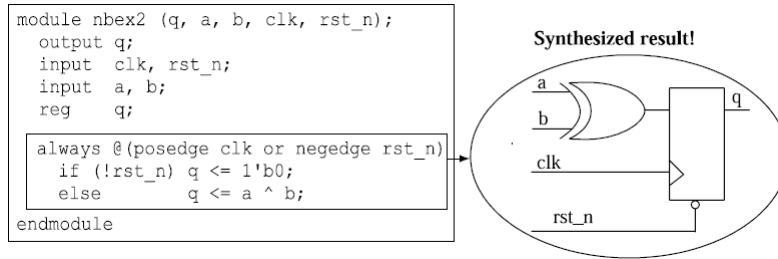 module nbex2 (q, a, b, clk, rst_n);
output q;
input clk, rst_n;
input a, b;
reg q;
always @(posedge clk or negedge rst_n)
if (!rst_n) q <= 1'b0;
else q <= a ^ b;
endmodule
Synthesized result!
a
b
q
clk
rst_n